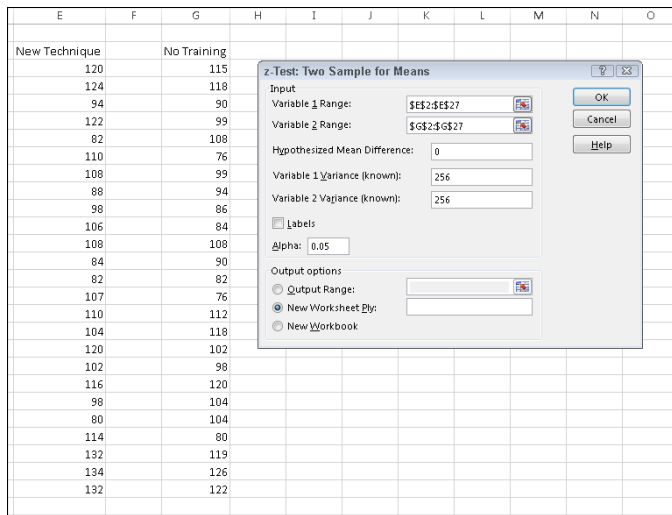 E F G H I J K L M N O
New Technique No Training
120 115
124 118
94 90
122 99
82 108
110 76
108 99
88 94
98 86
106 84
108 108
84 90
82 82
107 76
110 112
104 118
120 102
102 98
116 120
98 104
80 104
114 80
132 119
134 126
132 122
z-Test: Two Sample for Means
Input
Variable 1 Range: $E$2:$E$27
Variable 2 Range: $G$2:$G$27
Hypothesized Mean Difference: 0
Variable 1 Variance (known): 256
Variable 2 Variance (known): 256
Labels
Alpha: 0.05
Output options
Output Range:
New Worksheet Ply:
New Workbook
OK
Cancel
Help